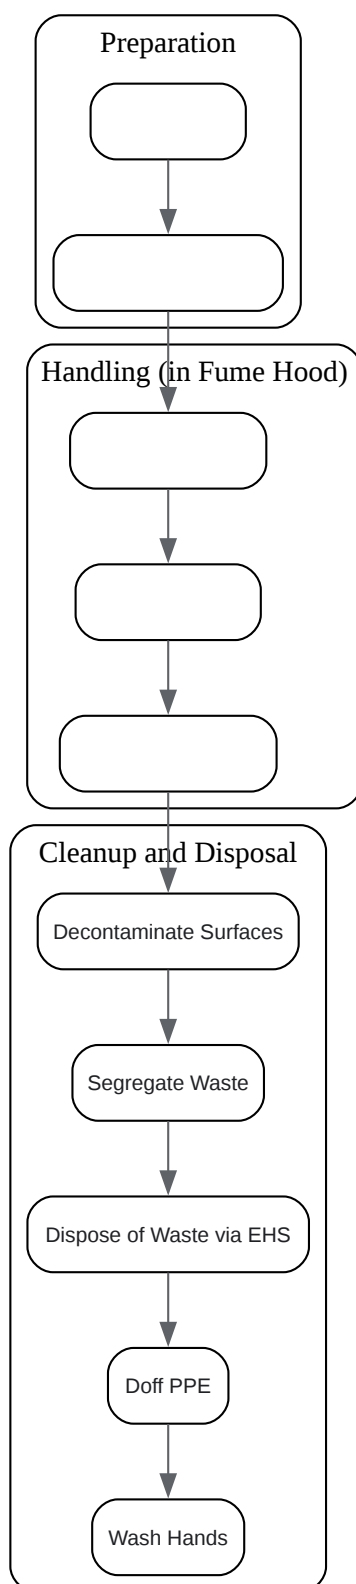 Preparation
Handling (in Fume Hood)
Cleanup and Disposal
Decontaminate Surfaces
Segregate Waste
Dispose of Waste via EHS
Doff PPE
Wash Hands